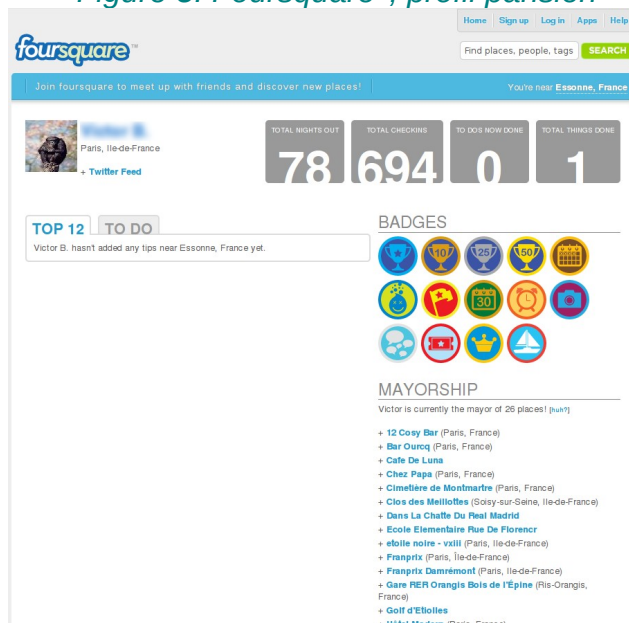 Home Sign up Log in Apps Help
foursquare™
Find places, people, tags SEARCH
Join foursquare to meet up with friends and discover new places! You're near Essonne, France
Paris, Ile-de-France
+ Twitter Feed
TOTAL NIGHTS OUT TOTAL CHECKINS TO DOS NOW DONE TOTAL THINGS DONE
78 694 0 1
TOP 12 TO DO
Victor B. hasn't added any tips near Essonne, France yet.
BADGES
10 25 50
30
MAYORSHIP
Victor is currently the mayor of 26 places! [huh?]
+ 12 Cosy Bar (Paris, France)
+ Bar Ourcq (Paris, France)
+ Cafe De Luna
+ Chez Papa (Paris, France)
+ Cimetière de Montmartre (Paris, France)
+ Clos des Meillottes (Soisy-sur-Seine, Ile-de-France)
+ Dans La Chatte Du Real Madrid
+ Ecole Elementaire Rue De Florencr
+ etoile noire - vxiii (Paris, Ile-de-France)
+ Franprix (Paris, Île-de-France)
+ Franprix Damrémont (Paris, Ile-de-France)
+ Gare RER Orangis Bois de l'Épine (Ris-Orangis,
France)
+ Golf d'Etiolles